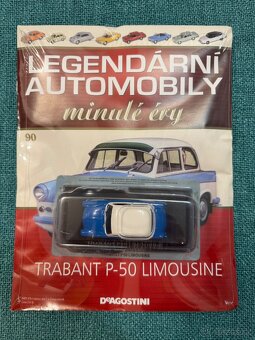 LEGENDÁRNÍ
AUTOMOBILY
minulé éry
90
TRABANT P-50 LIMOUSINE
DeAGOSTINI